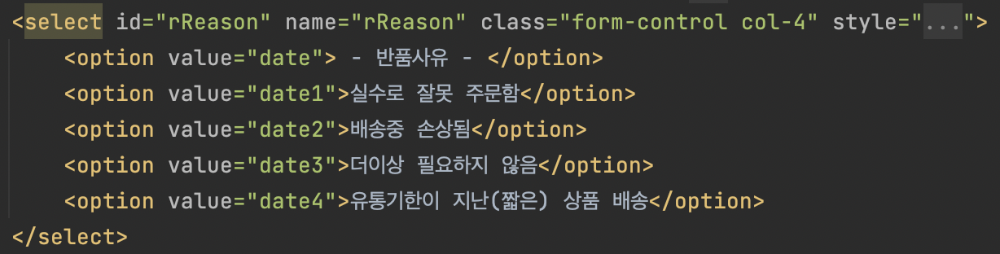 <select id="rReason" name="rReason" class="form-control col-4" style="...">
<option value="date"> - 반품사유 - </option>
<option value="date1">실수로 잘못 주문함</option>
<option value="date2">배송중 손상됨</option>
<option value="date3">더이상 필요하지 않음</option>
<option value="date4">유통기한이 지난(짧은) 상품 배송</option>
</select>